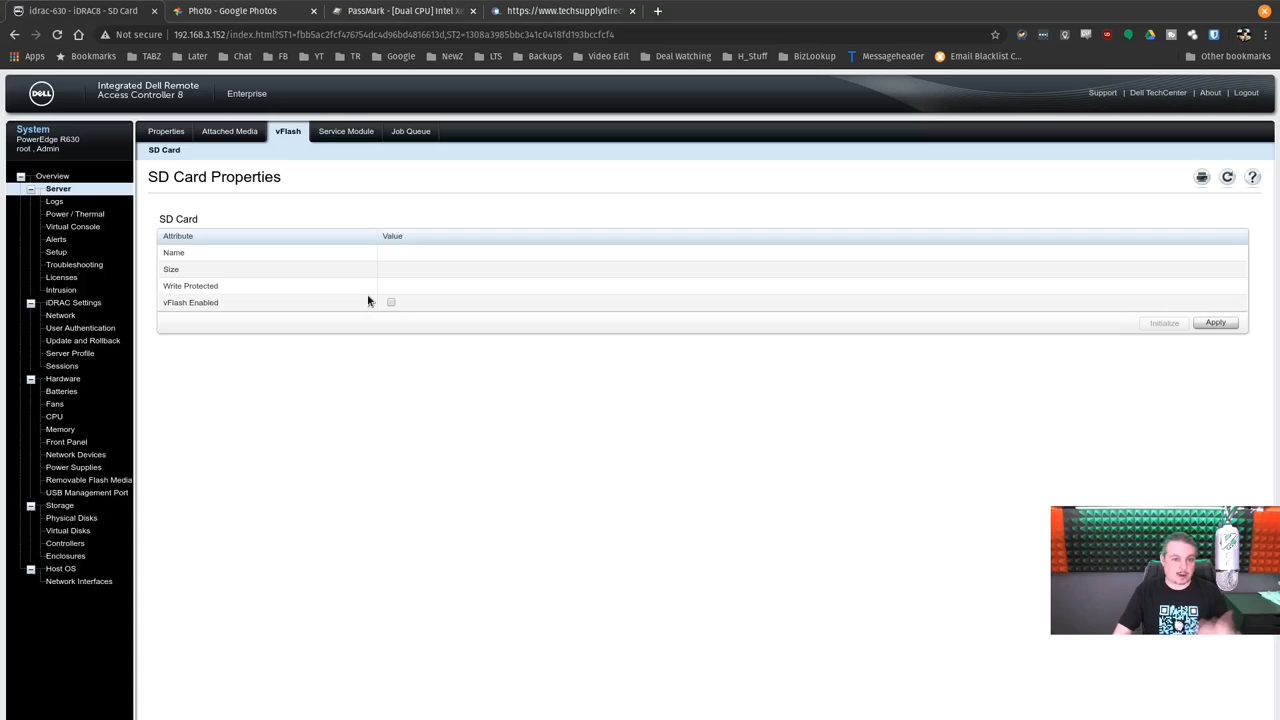 idrac-630 - iDRAC8 - SD Card
Photo - Google Photos
PassMark - [Dual CPU] Intel Xe
https://www.techsupplydirect
Not secure
192.168.3.152/index.html?ST1=fbb5ac2fcf476754dc4d96bd4816613d,ST2=1308a3985bbc341c0418fd193bccfcf4
Apps
Bookmarks
TABZ
Later
Chat
FB
YT
TR
Google
NewZ
LTS
Backups
Video Edit
Deal Watching
H_Stuff
BizLookup
Messageheader
Email Blacklist C...
Other bookmarks
DELL
Integrated Dell Remote
Access Controller 8
Enterprise
Support
Dell TechCenter
About
Logout
System
PowerEdge R630
root , Admin
Overview
Server
Logs
Power / Thermal
Virtual Console
Alerts
Setup
Troubleshooting
Licenses
Intrusion
iDRAC Settings
Network
User Authentication
Update and Rollback
Server Profile
Sessions
Hardware
Batteries
Fans
CPU
Memory
Front Panel
Network Devices
Power Supplies
Removable Flash Media
USB Management Port
Storage
Physical Disks
Virtual Disks
Controllers
Enclosures
Host OS
Network Interfaces
Properties
Attached Media
vFlash
Service Module
Job Queue
SD Card
SD Card Properties
SD Card
Attribute
Value
Name
Size
Write Protected
vFlash Enabled
Initialize
Apply